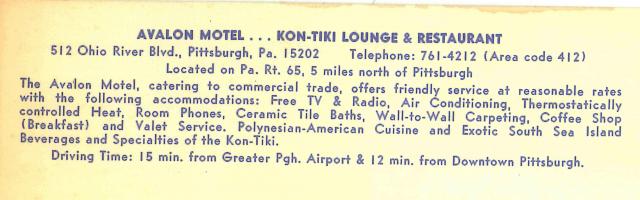 AVALON MOTEL . . . KON-TIKI LOUNGE & RESTAURANT
512 Ohio River Blvd., Pittsburgh, Pa. 15202 Telephone: 761-4212 (Area code 412)
Located on Pa. Rt. 65, 5 miles north of Pittsburgh
The Avalon Motel, catering to commercial trade, offers friendly service at reasonable rates
with the following accommodations: Free TV & Radio, Air Conditioning, Thermostatically
controlled Heat, Room Phones, Ceramic Tile Baths, Wall-to-Wall Carpeting, Coffee Shop
(Breakfast) and Valet Service. Polynesian-American Cuisine and Exotic South Sea Island
Beverages and Specialties of the Kon-Tiki.
Driving Time: 15 min. from Greater Pgh. Airport & 12 min. from Downtown Pittsburgh.